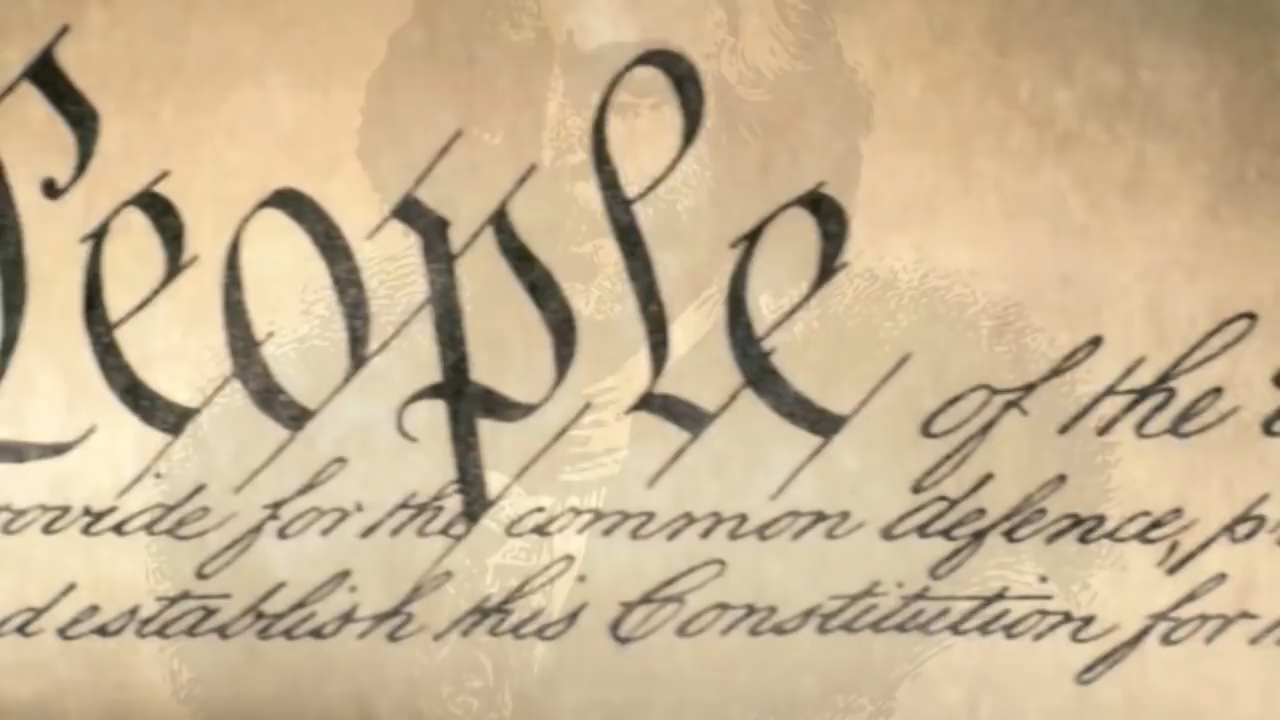 People of the
rovide for the common defence, p
d establish this Constitution for